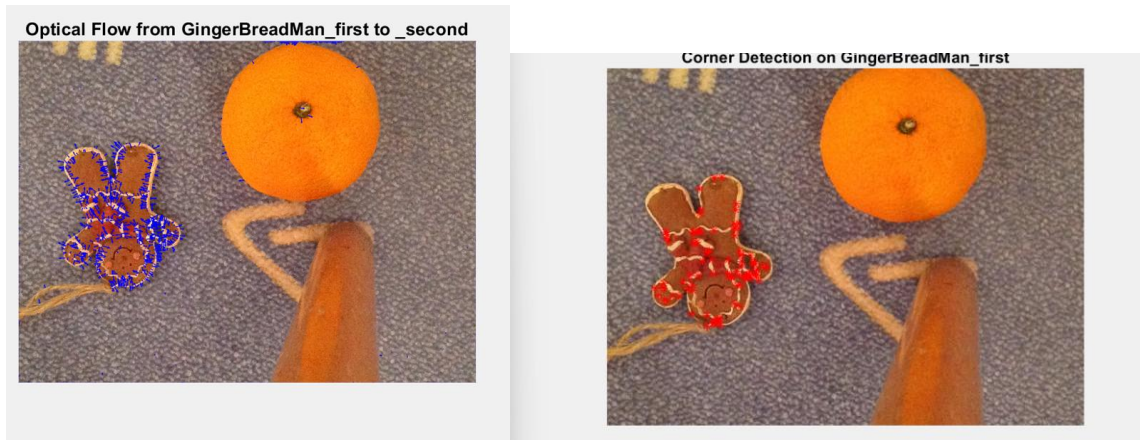 Optical Flow from GingerBreadMan_first to _second
Corner Detection on GingerBreadMan_first